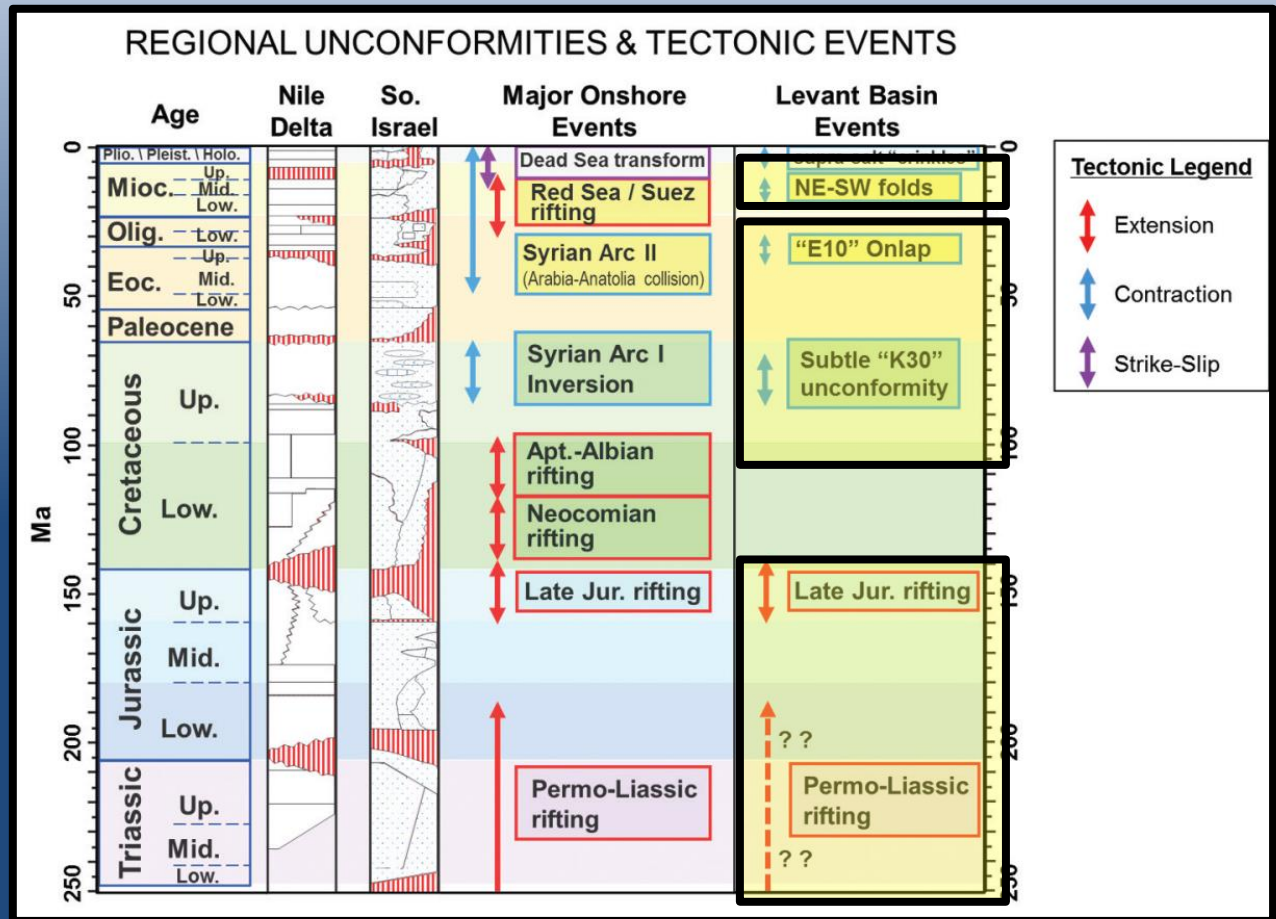 REGIONAL UNCONFORMITIES & TECTONIC EVENTS
Age
Nile
Delta
So.
Israel
Major Onshore
Events
Levant Basin
Events
Ma
0
50
100
150
200
250
Plio. \ Pleist. \ Holo.
Mioc.
Up.
Mid.
Low.
Olig.
Low.
Eoc.
Up.
Mid.
Low.
Paleocene
Cretaceous
Up.
Low.
Jurassic
Up.
Mid.
Low.
Triassic
Up.
Mid.
Low.
Dead Sea transform
Red Sea / Suez
rifting
Syrian Arc II
(Arabia-Anatolia collision)
Syrian Arc I
Inversion
Apt.-Albian
rifting
Neocomian
rifting
Late Jur. rifting
Permo-Liassic
rifting
NE-SW folds
“E10” Onlap
Subtle “K30”
unconformity
Late Jur. rifting
? ?
Permo-Liassic
rifting
? ?
0
Tectonic Legend
Extension
Contraction
Strike-Slip